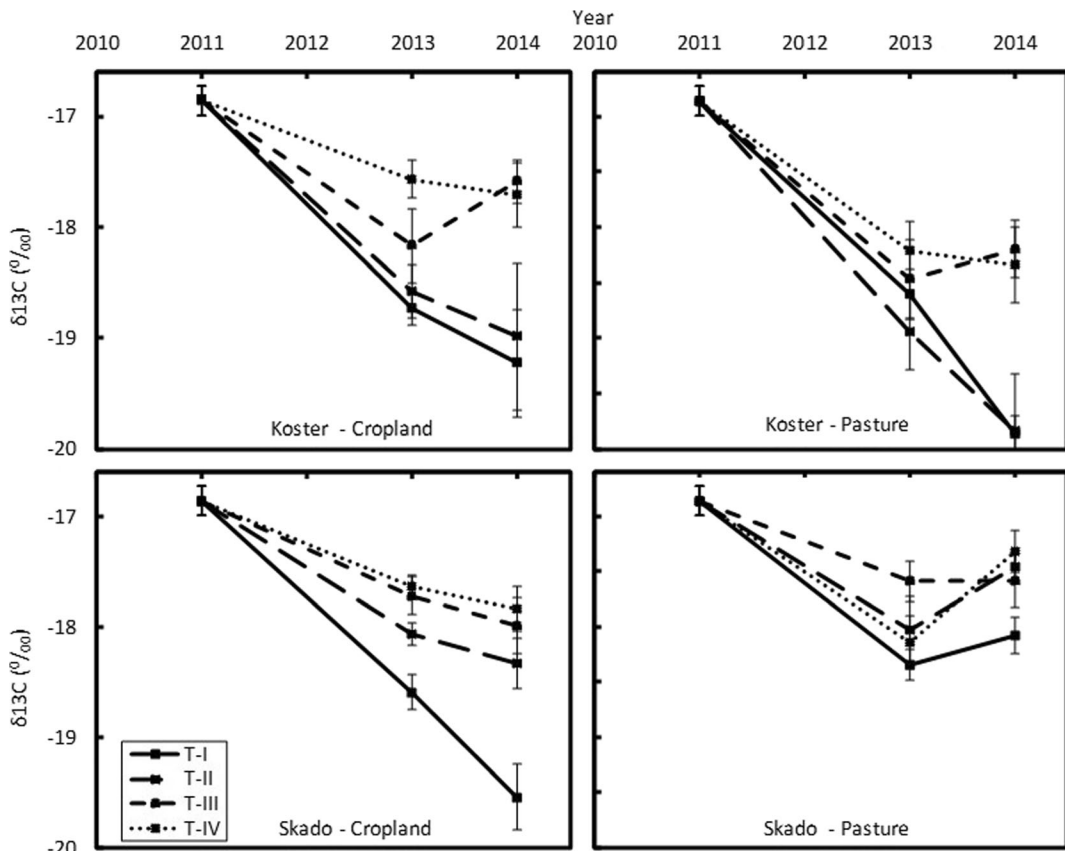 Year
2010 2011 2012 2013 2014 2010 2011 2012 2013 2014
-17
-18
-19
-20
δ13C (⁰/₀₀)
Koster - Cropland
Koster - Pasture
-17
-18
-19
-20
δ13C (⁰/₀₀)
T-I
T-II
T-III
T-IV
Skado - Cropland
Skado - Pasture